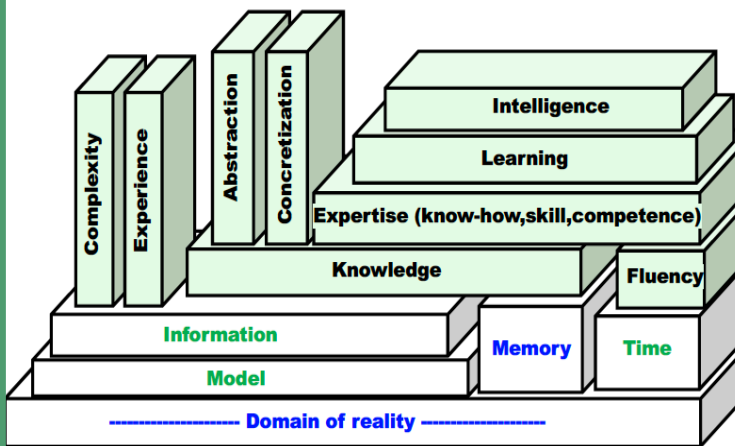 Complexity
Experience
Abstraction
Concretization
Intelligence
Learning
Expertise (know-how,skill,competence)
Knowledge
Fluency
Information
Memory
Time
Model
---------------------- Domain of reality ---------------------